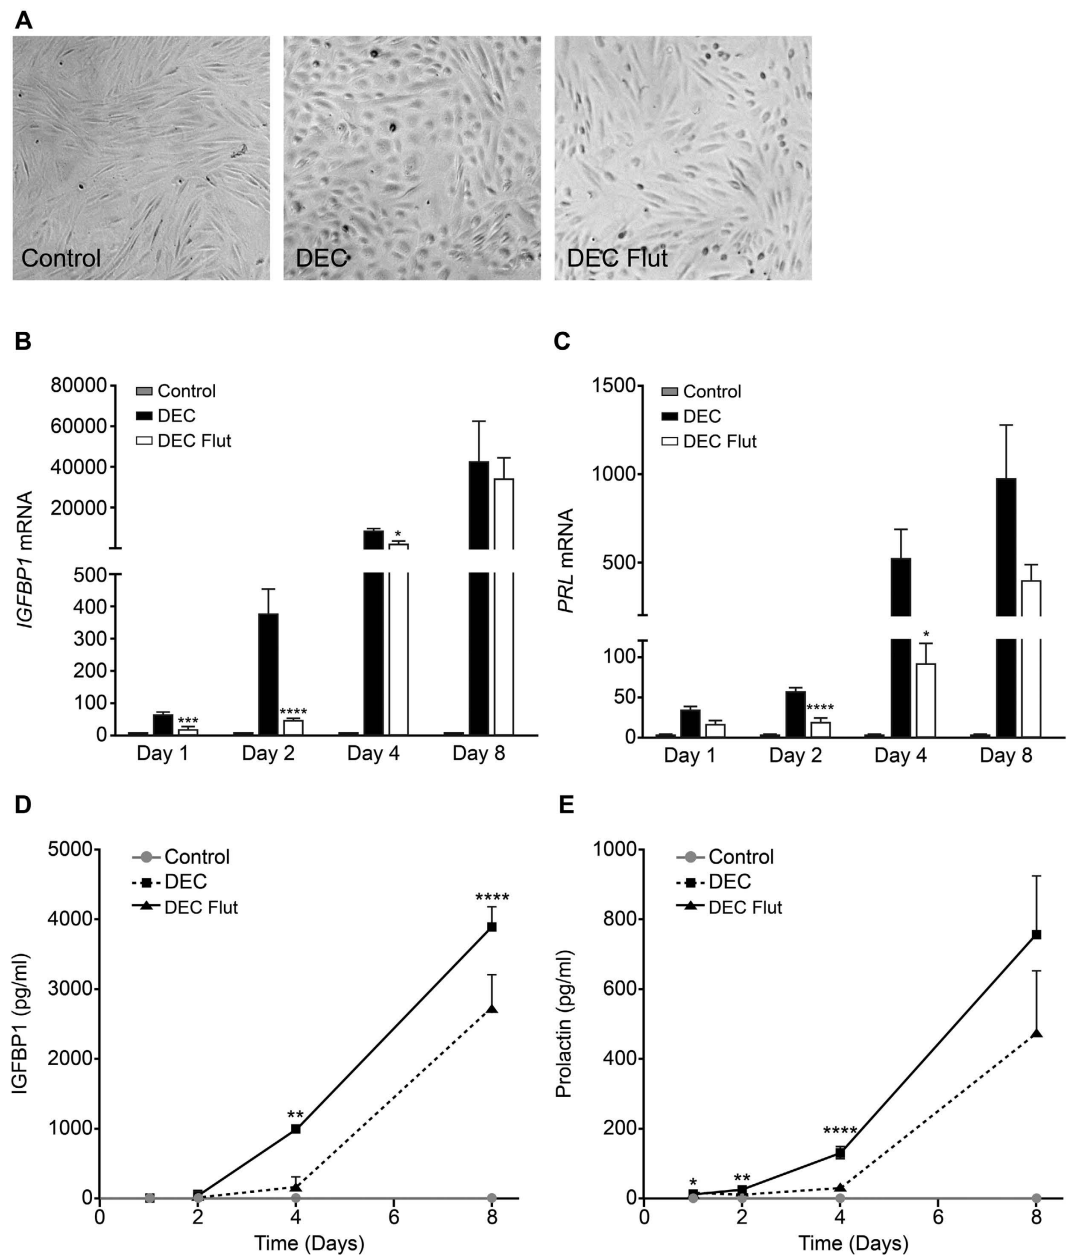 A
Control
DEC
DEC Flut
B
IGFBP1 mRNA
80000
60000
40000
20000
500
400
300
200
100
0
Control
DEC
DEC Flut
***
****
*
Day 1
Day 2
Day 4
Day 8
C
PRL mRNA
1500
1000
500
100
50
0
Control
DEC
DEC Flut
****
*
Day 1
Day 2
Day 4
Day 8
D
IGFBP1 (pg/ml)
5000
4000
3000
2000
1000
0
Control
DEC
DEC Flut
**
****
0
2
4
6
8
Time (Days)
E
Prolactin (pg/ml)
1000
800
600
400
200
0
Control
DEC
DEC Flut
*
**
****
0
2
4
6
8
Time (Days)